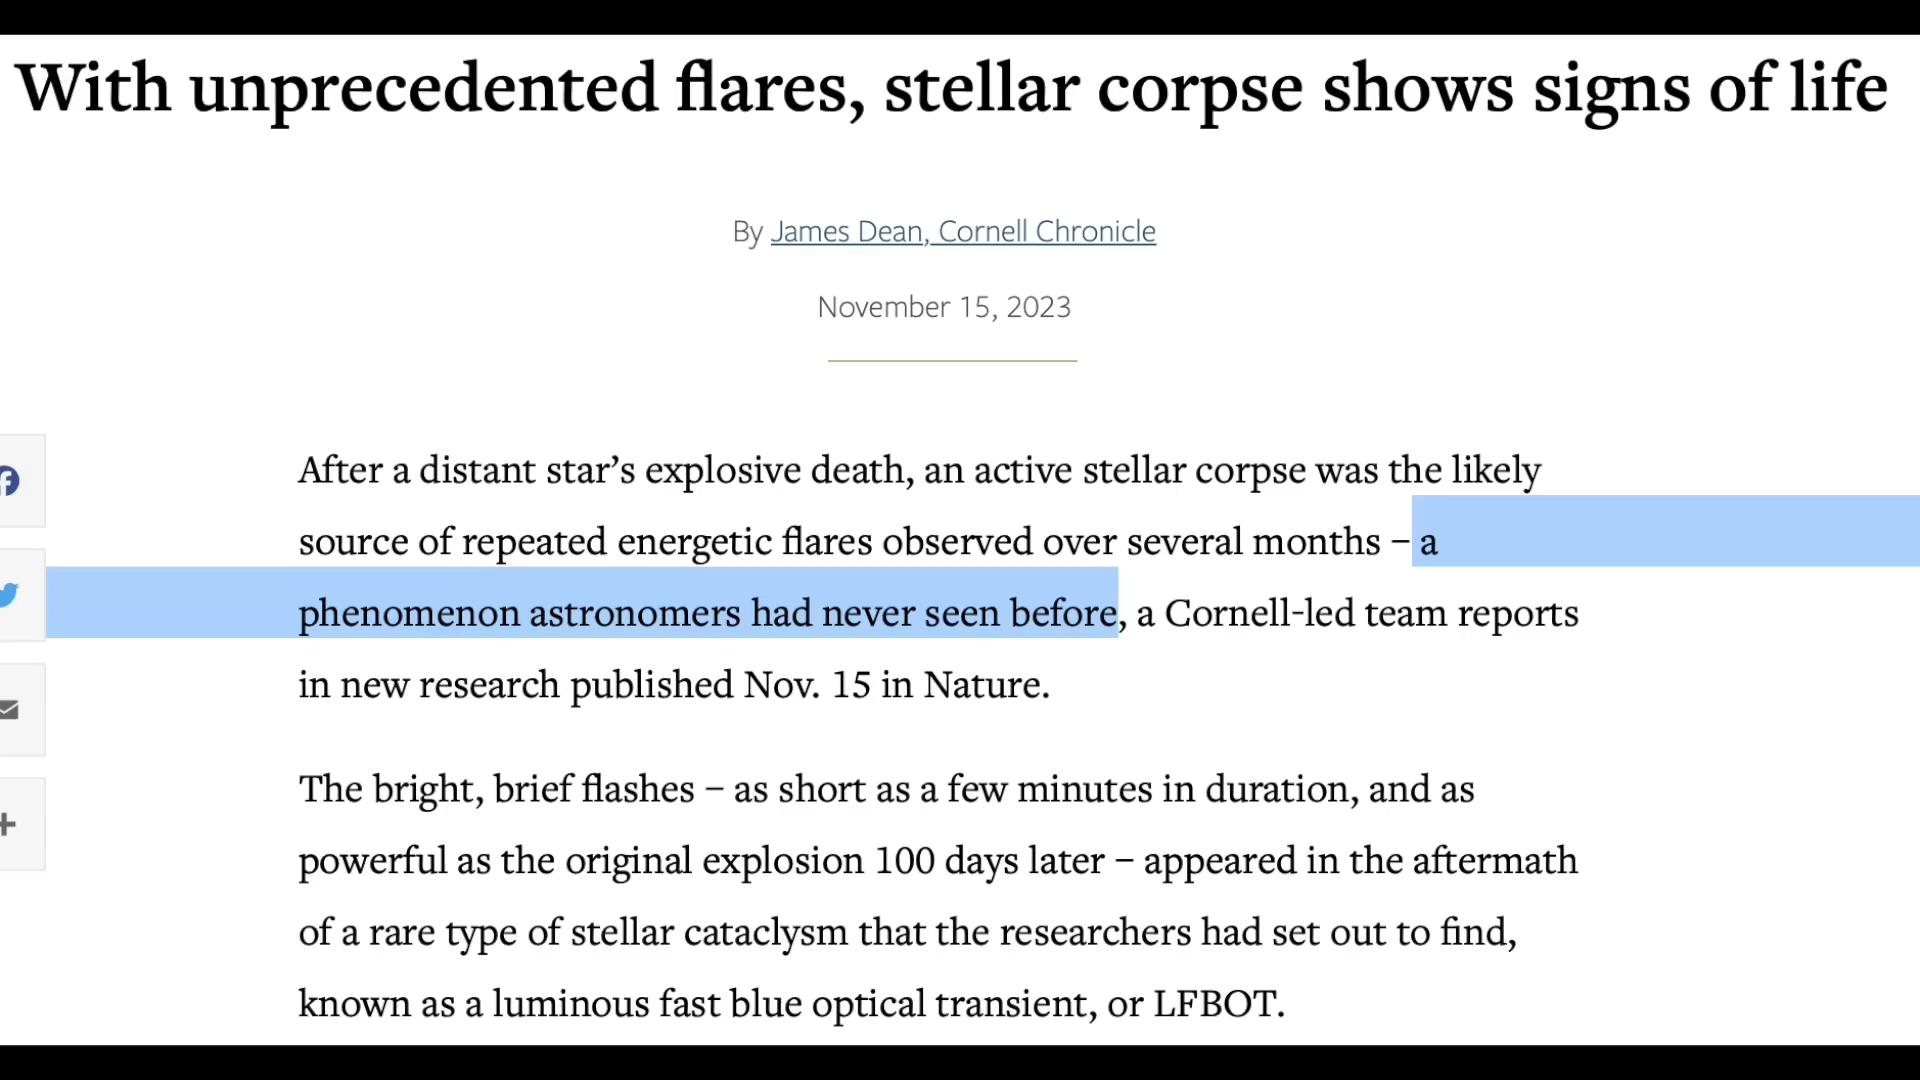 With unprecedented flares, stellar corpse shows signs of life
By James Dean, Cornell Chronicle
November 15, 2023
After a distant star’s explosive death, an active stellar corpse was the likely
source of repeated energetic flares observed over several months – a
phenomenon astronomers had never seen before, a Cornell-led team reports
in new research published Nov. 15 in Nature.
The bright, brief flashes – as short as a few minutes in duration, and as
powerful as the original explosion 100 days later – appeared in the aftermath
of a rare type of stellar cataclysm that the researchers had set out to find,
known as a luminous fast blue optical transient, or LFBOT.